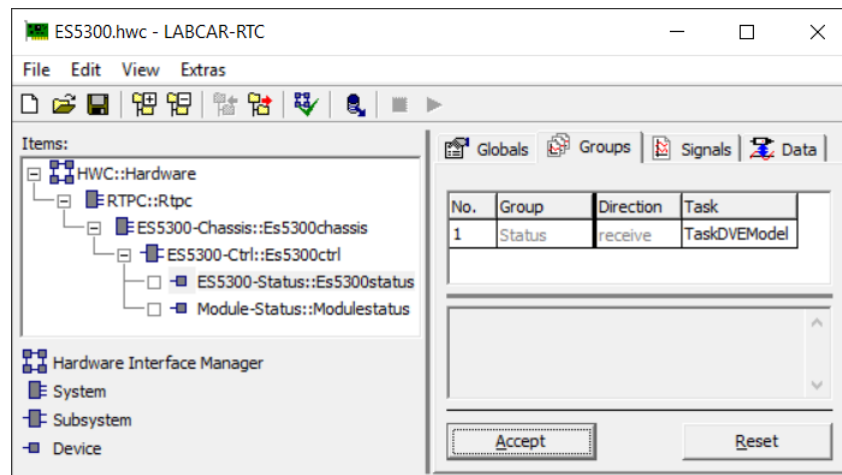 ES5300.hwc - LABCAR-RTC
File Edit View Extras
Items:
HWC::Hardware
RTPC::Rtpc
ES5300-Chassis::Es5300chassis
ES5300-Ctrl::Es5300ctrl
ES5300-Status::Es5300status
Module-Status::Modulestatus
Hardware Interface Manager
System
Subsystem
Device
Globals Groups Signals Data
No. Group Direction Task
1 Status receive TaskDVEModel
Accept Reset